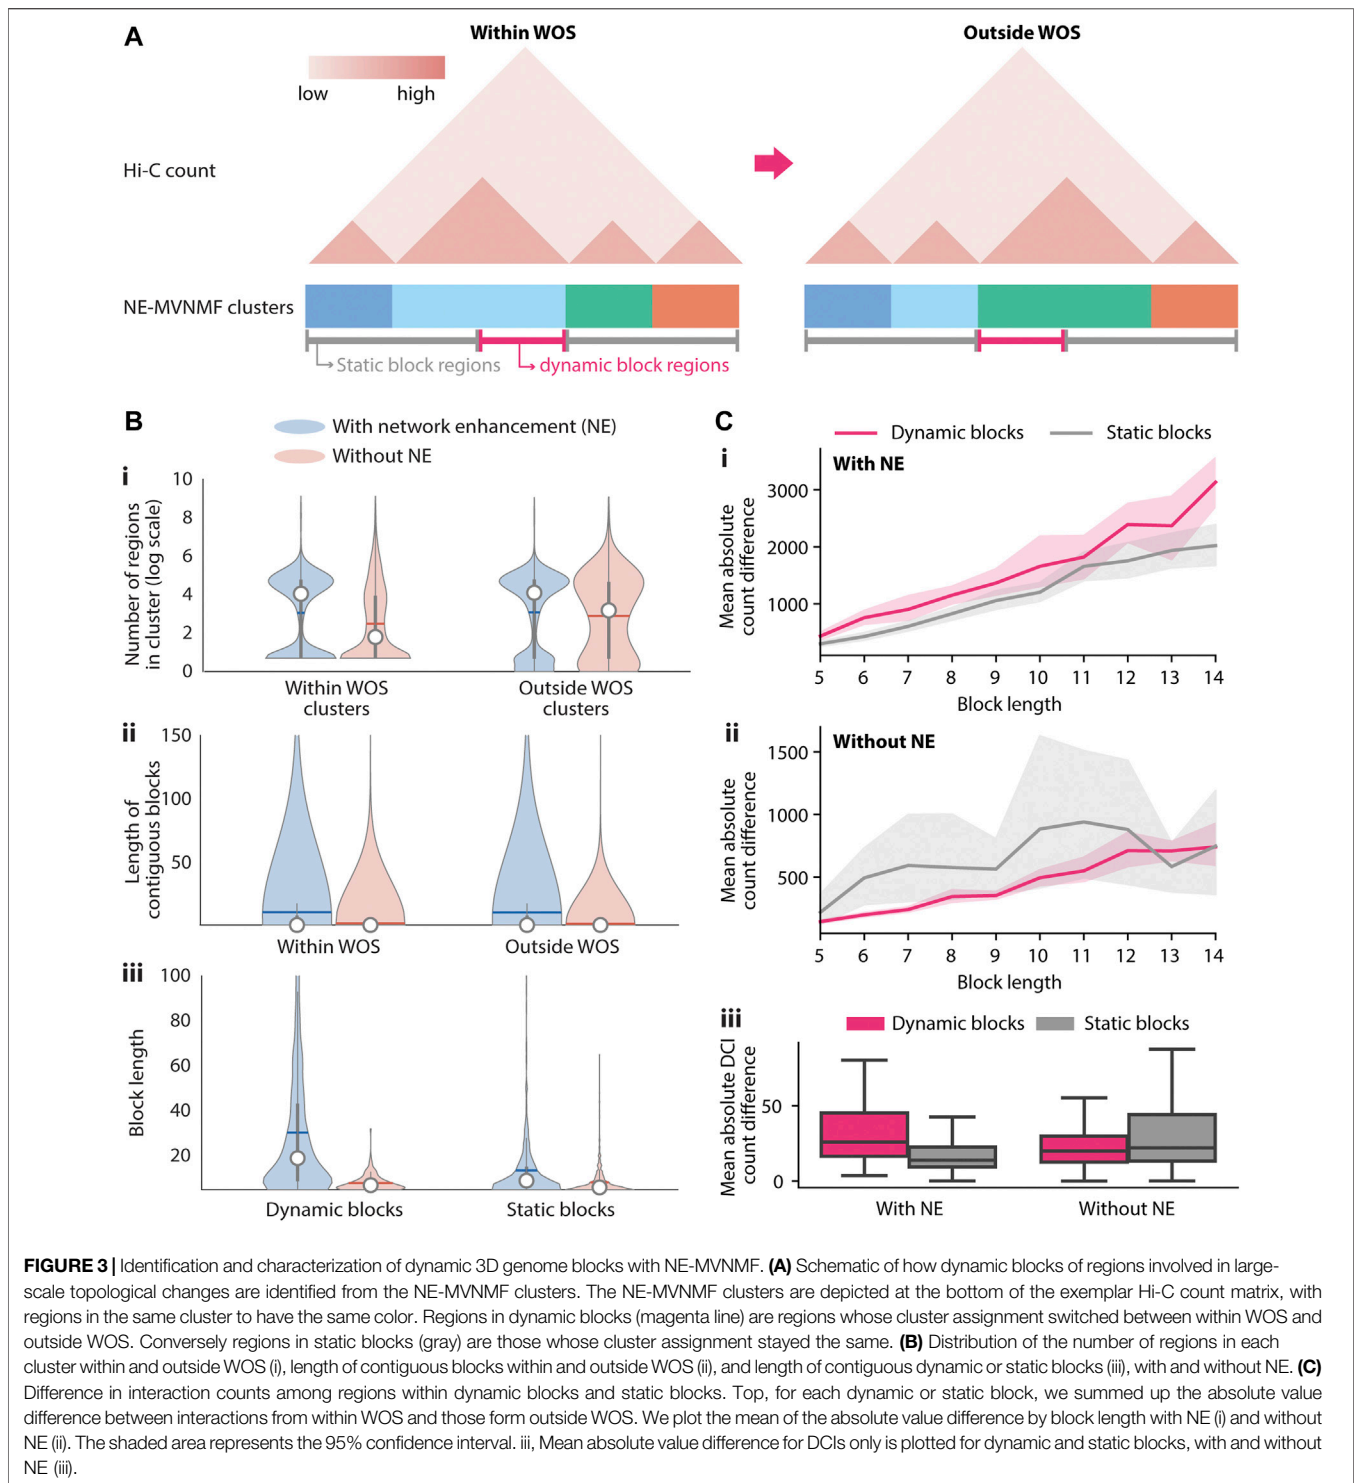 A
Within WOS
Outside WOS
low high
Hi-C count
NE-MVNMF clusters
Static block regions
dynamic block regions
B
With network enhancement (NE)
Without NE
i
Number of regions
in cluster (log scale)
10
8
6
4
2
0
Within WOS
clusters
Outside WOS
clusters
ii
Length of
contiguous blocks
150
100
50
Within WOS
Outside WOS
iii
Block length
100
80
60
40
20
Dynamic blocks
Static blocks
C
Dynamic blocks
Static blocks
i
With NE
Mean absolute
count difference
3000
2000
1000
5 6 7 8 9 10 11 12 13 14
Block length
ii
Without NE
Mean absolute
count difference
1500
1000
500
5 6 7 8 9 10 11 12 13 14
Block length
iii
Dynamic blocks
Static blocks
Mean absolute DCI
count difference
50
0
With NE
Without NE
FIGURE 3 | Identification and characterization of dynamic 3D genome blocks with NE-MVNMF. (A) Schematic of how dynamic blocks of regions involved in large-
scale topological changes are identified from the NE-MVNMF clusters. The NE-MVNMF clusters are depicted at the bottom of the exemplar Hi-C count matrix, with
regions in the same cluster to have the same color. Regions in dynamic blocks (magenta line) are regions whose cluster assignment switched between within WOS and
outside WOS. Conversely regions in static blocks (gray) are those whose cluster assignment stayed the same. (B) Distribution of the number of regions in each
cluster within and outside WOS (i), length of contiguous blocks within and outside WOS (ii), and length of contiguous dynamic or static blocks (iii), with and without NE. (C)
Difference in interaction counts among regions within dynamic blocks and static blocks. Top, for each dynamic or static block, we summed up the absolute value
difference between interactions from within WOS and those form outside WOS. We plot the mean of the absolute value difference by block length with NE (i) and without
NE (ii). The shaded area represents the 95% confidence interval. iii, Mean absolute value difference for DCIs only is plotted for dynamic and static blocks, with and without
NE (iii).